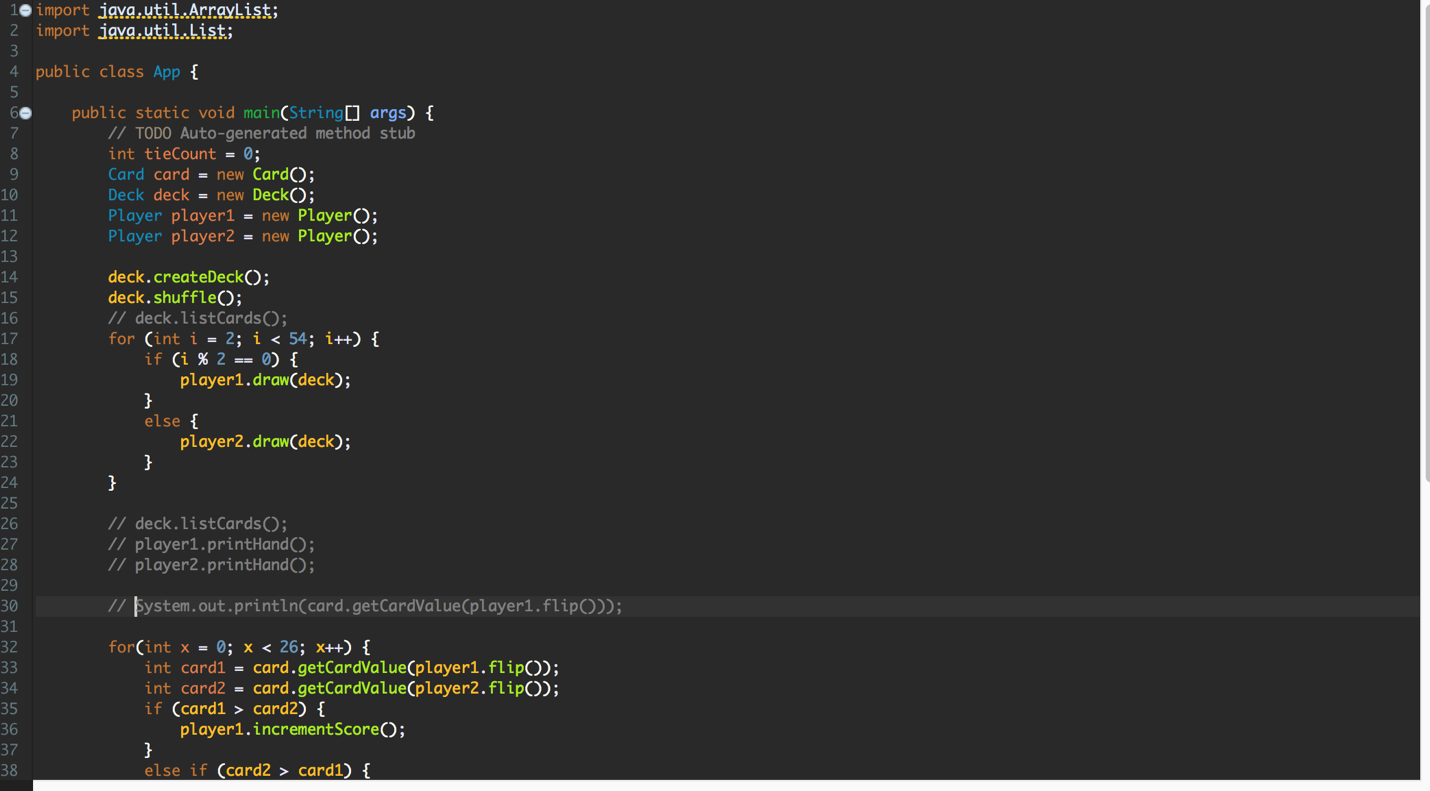 1 import java.util.ArrayList;
2 import java.util.List;
3
4 public class App {
5
6 public static void main(String[] args) {
7 // TODO Auto-generated method stub
8 int tieCount = 0;
9 Card card = new Card();
10 Deck deck = new Deck();
11 Player player1 = new Player();
12 Player player2 = new Player();
13
14 deck.createDeck();
15 deck.shuffle();
16 // deck.listCards();
17 for (int i = 2; i < 54; i++) {
18 if (i % 2 == 0) {
19 player1.draw(deck);
20 }
21 else {
22 player2.draw(deck);
23 }
24 }
25
26 // deck.listCards();
27 // player1.printHand();
28 // player2.printHand();
29
30 // System.out.println(card.getCardValue(player1.flip()));
31
32 for(int x = 0; x < 26; x++) {
33 int card1 = card.getCardValue(player1.flip());
34 int card2 = card.getCardValue(player2.flip());
35 if (card1 > card2) {
36 player1.incrementScore();
37 }
38 else if (card2 > card1) {